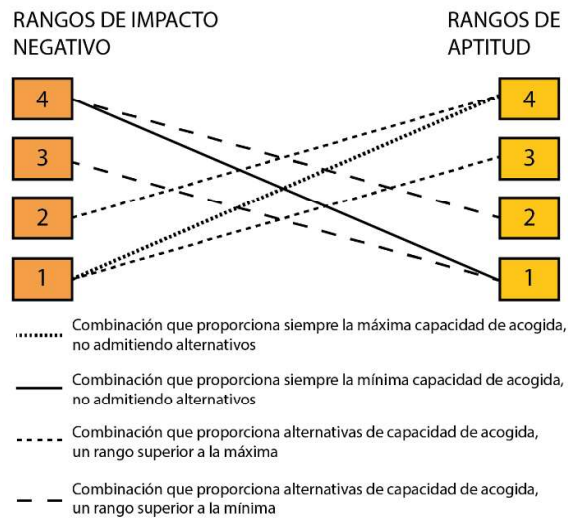 RANGOS DE IMPACTO
NEGATIVO
RANGOS DE
APTITUD
4
4
3
3
2
2
1
1
Combinación que proporciona siempre la máxima capacidad de acogida,
no admitiendo alternativos
Combinación que proporciona siempre la mínima capacidad de acogida,
no admitiendo alternativos
Combinación que proporciona alternativas de capacidad de acogida,
un rango superior a la máxima
Combinación que proporciona alternativas de capacidad de acogida,
un rango superior a la mínima